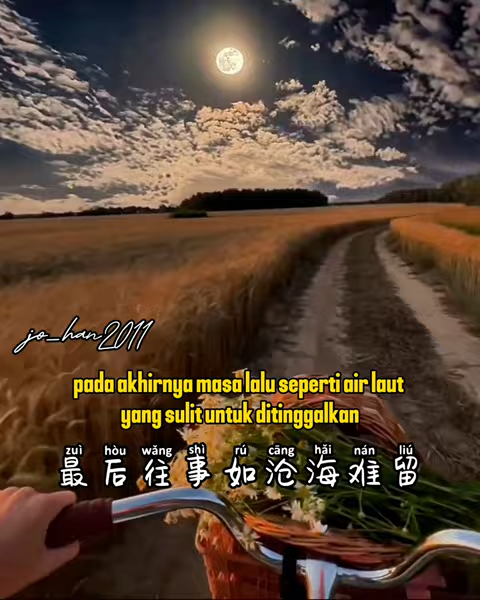 jo_han2011
pada akhirnya masa lalu seperti air laut
yang sulit untuk ditinggalkan
zuì hòu wǎng shì rú cāng hǎi nán liú
最后往事如沧海难留